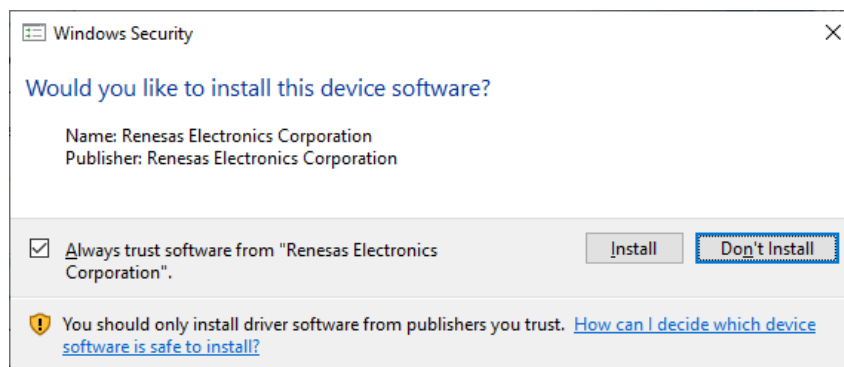 Windows Security
Would you like to install this device software?
Name: Renesas Electronics Corporation
Publisher: Renesas Electronics Corporation
Always trust software from "Renesas Electronics
Corporation".
Install
Don't Install
You should only install driver software from publishers you trust. How can I decide which device
software is safe to install?